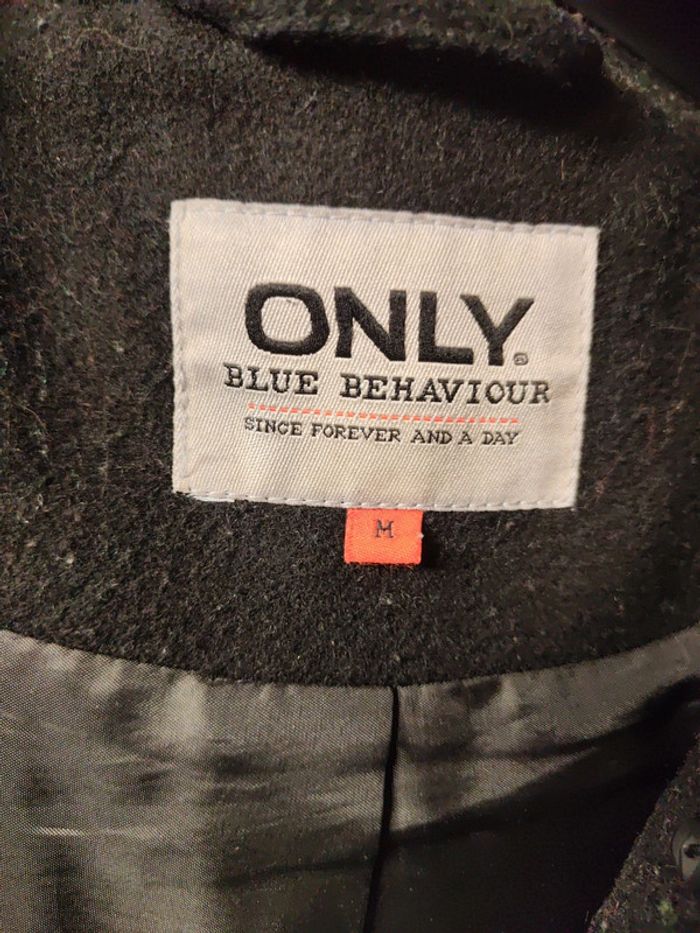 ONLY®
BLUE BEHAVIOUR
SINCE FOREVER AND A DAY
M